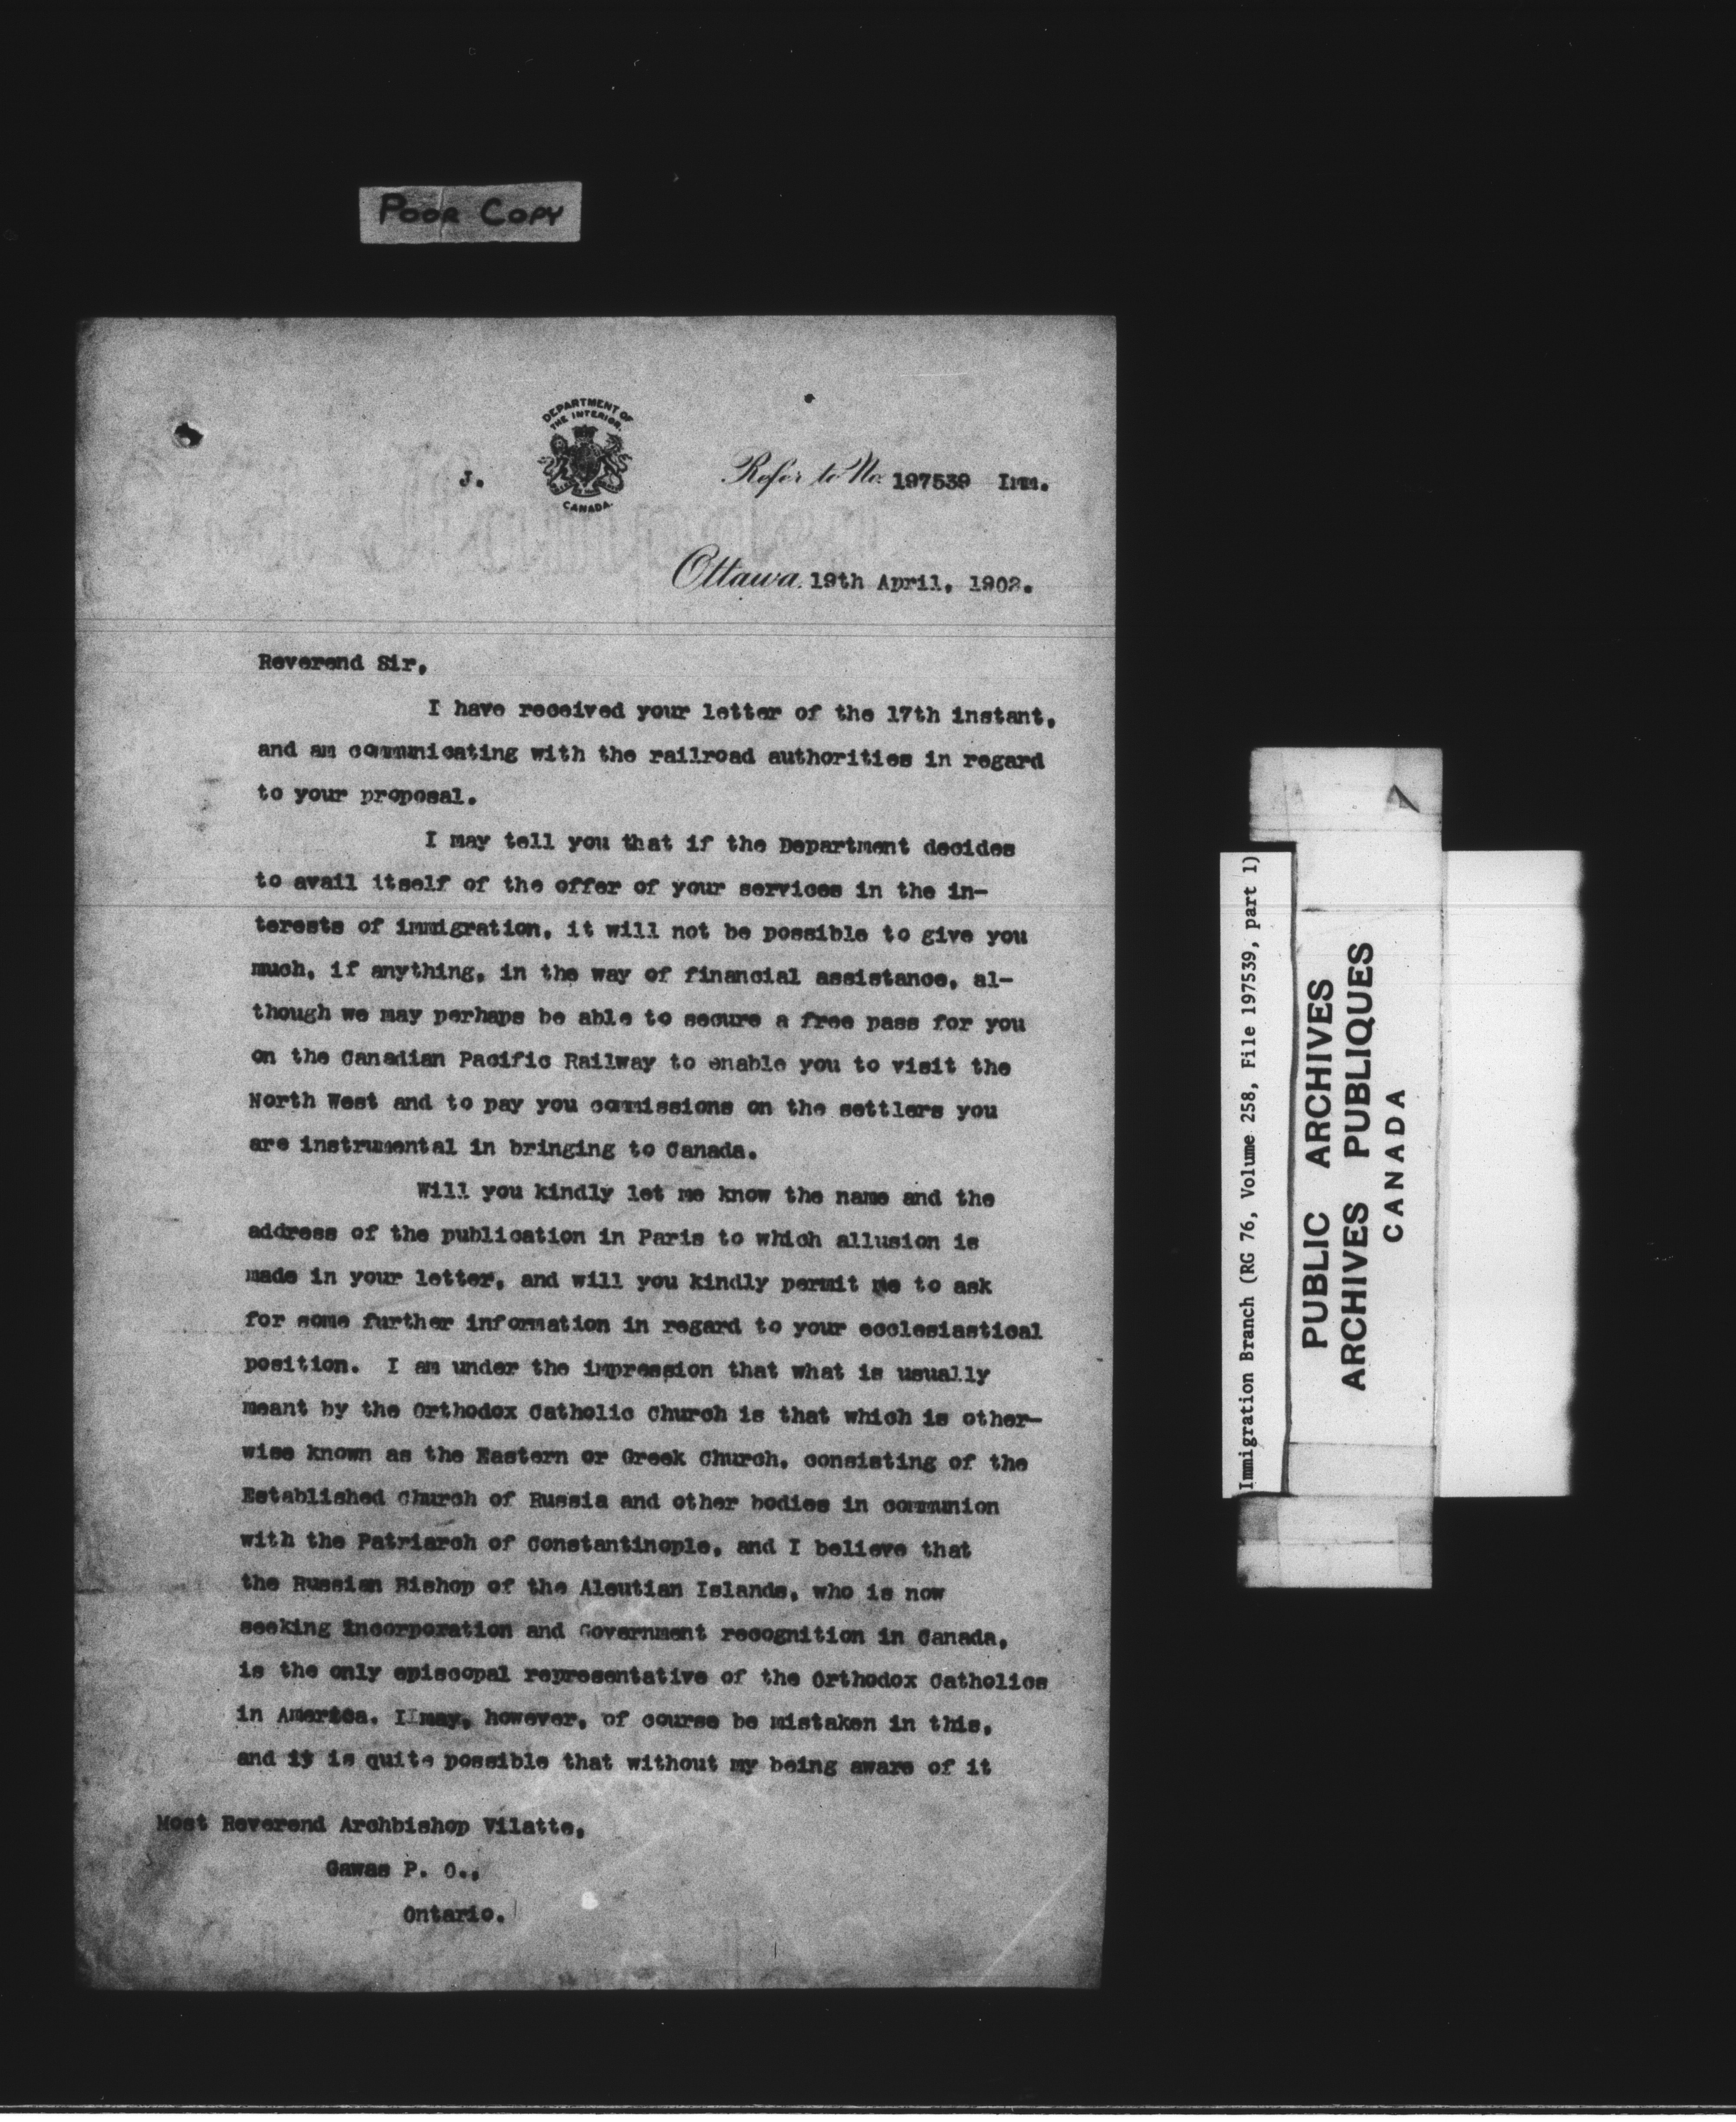 POOR COPY
DEPARTMENT OF
THE INTERIOR.
CANADA.
J.
Refer to No. 197539 Imm.
Ottawa. 19th April, 1902.
Reverend Sir,
I have received your letter of the 17th instant,
and am communicating with the railroad authorities in regard
to your proposal.
I may tell you that if the Department decides
to avail itself of the offer of your services in the in-
terests of immigration, it will not be possible to give you
much, if anything, in the way of financial assistance, al-
though we may perhaps be able to secure a free pass for you
on the Canadian Pacific Railway to enable you to visit the
North West and to pay you commissions on the settlers you
are instrumental in bringing to Canada.
Will you kindly let me know the name and the
address of the publication in Paris to which allusion is
made in your letter, and will you kindly permit me to ask
for some further information in regard to your ecclesiastical
position. I am under the impression that what is usually
meant by the Orthodox Catholic Church is that which is other-
wise known as the Eastern or Greek Church, consisting of the
Established Church of Russia and other bodies in communion
with the Patriarch of Constantinople, and I believe that
the Russian Bishop of the Aleutian Islands, who is now
seeking incorporation and Government recognition in Canada,
is the only episcopal representative of the Orthodox Catholics
in America. I may, however, of course be mistaken in this,
and it is quite possible that without my being aware of it
Most Reverend Archbishop Vilatte,
Gawas P. O.,
Ontario.
Immigration Branch (RG 76, Volume 258, File 197539, part 1)
PUBLIC ARCHIVES
ARCHIVES PUBLIQUES
CANADA